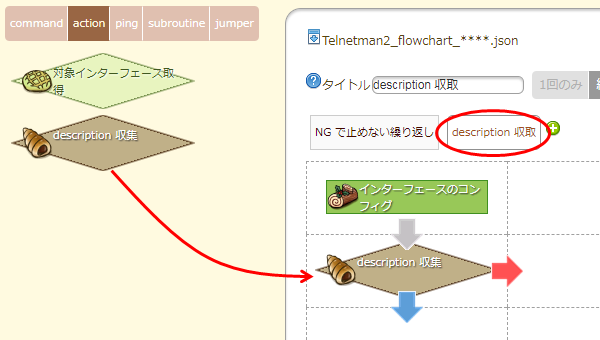 command action ping subroutine jumper
対象インターフェース取
得
description 収集
Telnetman2_flowchart_****.json
タイトル description 収取 1回のみ
NG で止めない繰り返し description 収取
インターフェースのコン
フィグ
description 収集